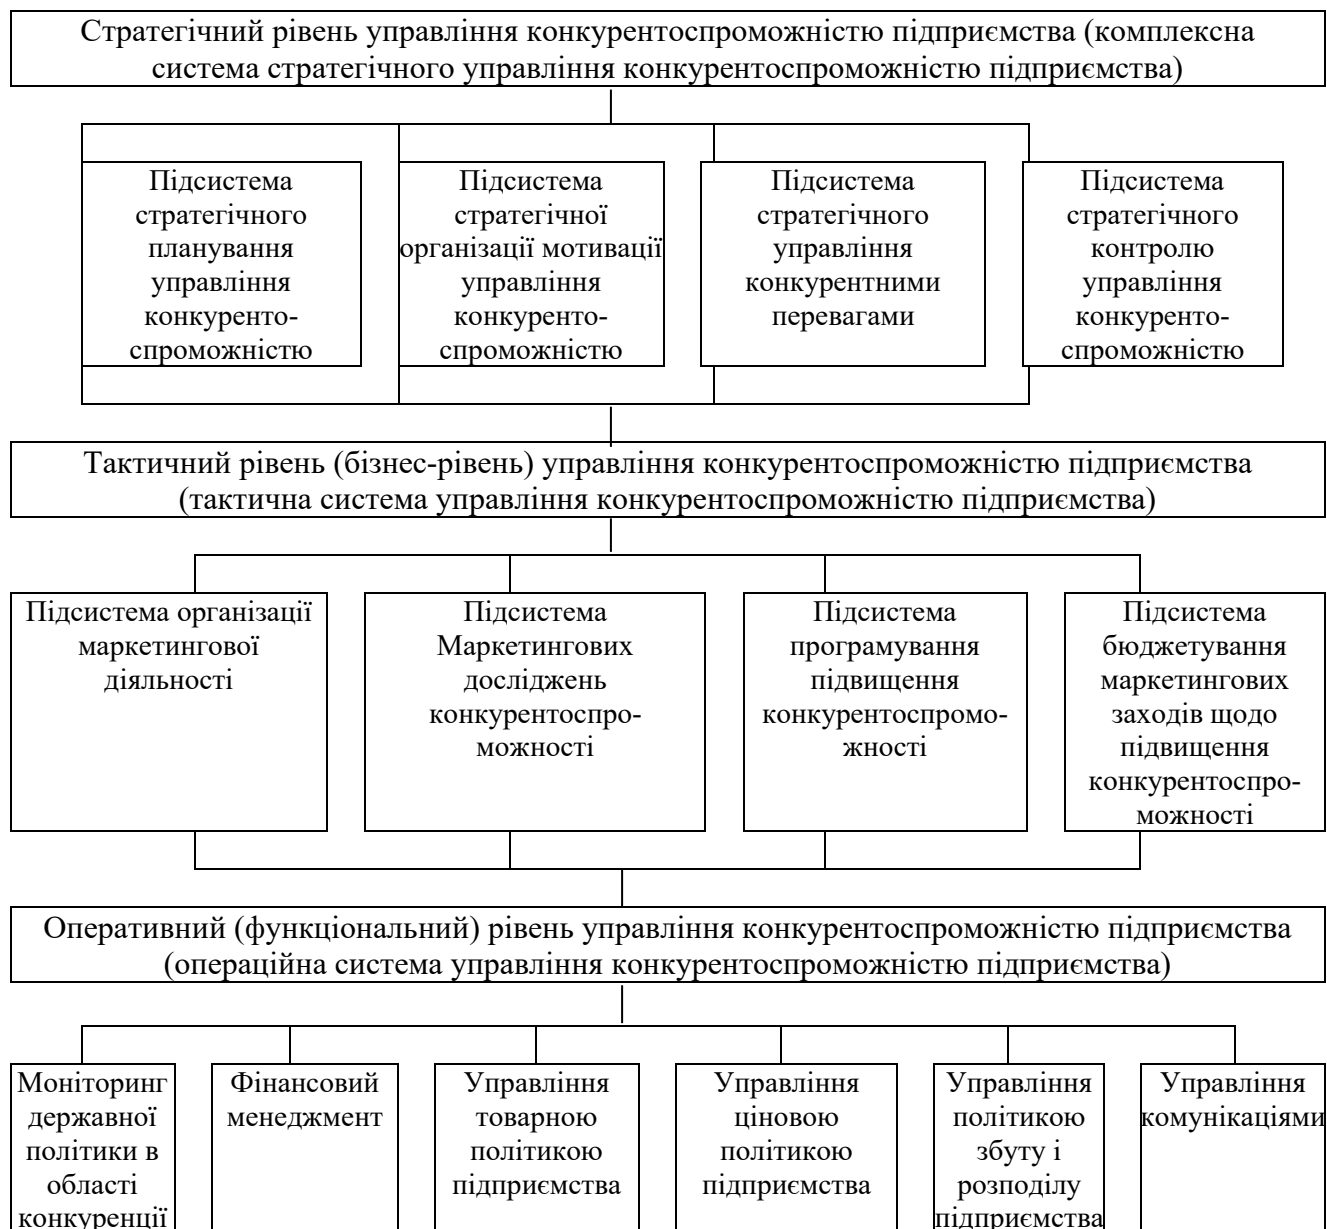 Стратегічний рівень управління конкурентоспроможністю підприємства (комплексна
система стратегічного управління конкурентоспроможністю підприємства)
Підсистема
стратегічного
планування
управління
конкуренто-
спроможністю
Підсистема
стратегічної
організації мотивації
управління
конкуренто-
спроможністю
Підсистема
стратегічного
управління
конкурентними
перевагами
Підсистема
стратегічного
контролю
управління
конкуренто-
спроможністю
Тактичний рівень (бізнес-рівень) управління конкурентоспроможністю підприємства
(тактична система управління конкурентоспроможністю підприємства)
Підсистема організації
маркетингової
діяльності
Підсистема
Маркетингових
досліджень
конкурентоспро-
можності
Підсистема
програмування
підвищення
конкурентоспромо-
жності
Підсистема
бюджетування
маркетингових
заходів щодо
підвищення
конкурентоспро-
можності
Оперативний (функціональний) рівень управління конкурентоспроможністю підприємства
(операційна система управління конкурентоспроможністю підприємства)
Моніторинг
державної
політики в
області
конкуренції
Фінансовий
менеджмент
Управління
товарною
політикою
підприємства
Управління
ціновою
політикою
підприємства
Управління
політикою
збуту і
розподілу
підприємства
Управління
комунікаціями